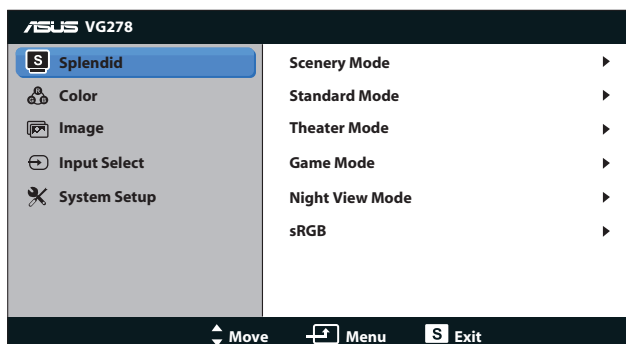 ASUS VG278
S Splendid
Color
Image
Input Select
System Setup
Scenery Mode
Standard Mode
Theater Mode
Game Mode
Night View Mode
sRGB
Move Menu S Exit